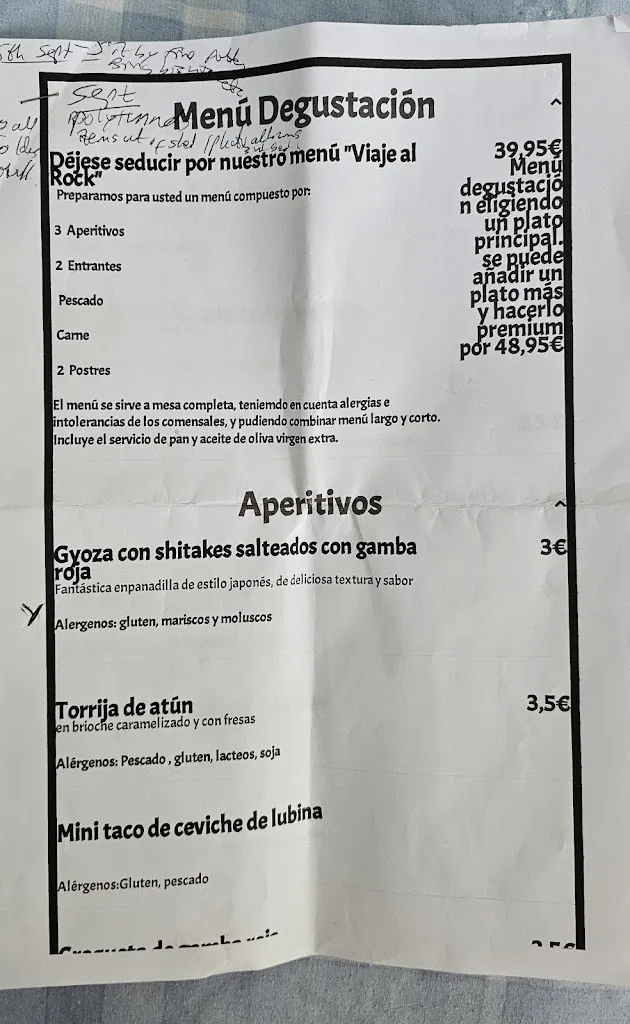 Sept
Menú Degustación
Déjese seducir por nuestro menú "Viaje al
Rock"
39,95€
Menú
degustació
n eligiendo
un plato
principal.
se puede
añadir un
plato más
y hacerlo
premium
por 48,95€
Preparamos para usted un menú compuesto por:
3 Aperitivos
2 Entrantes
Pescado
Carne
2 Postres
El menú se sirve a mesa completa, teniemdo en cuenta alergias e
intolerancias de los comensales, y pudiendo combinar menú largo y corto.
Incluye el servicio de pan y aceite de oliva virgen extra.
Aperitivos
Gyoza con shitakes salteados con gamba
roja
3€
Fantástica enpanadilla de estilo japonés, de deliciosa textura y sabor
Y
Alergenos: gluten, mariscos y moluscos
Torrija de atún
3,5€
en brioche caramelizado y con fresas
Alérgenos: Pescado , gluten, lacteos, soja
Mini taco de ceviche de lubina
Alérgenos:Gluten, pescado